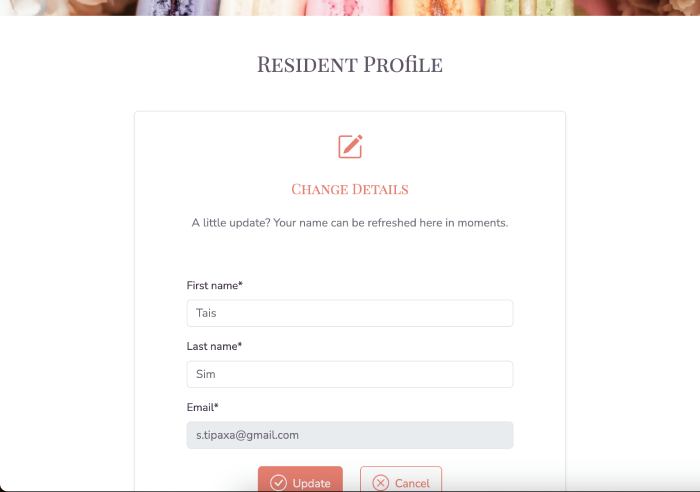 Resident Profile
Change Details
A little update? Your name can be refreshed here in moments.
First name*
Tais
Last name*
Sim
Email*
s.tipaxa@gmail.com
Update
Cancel